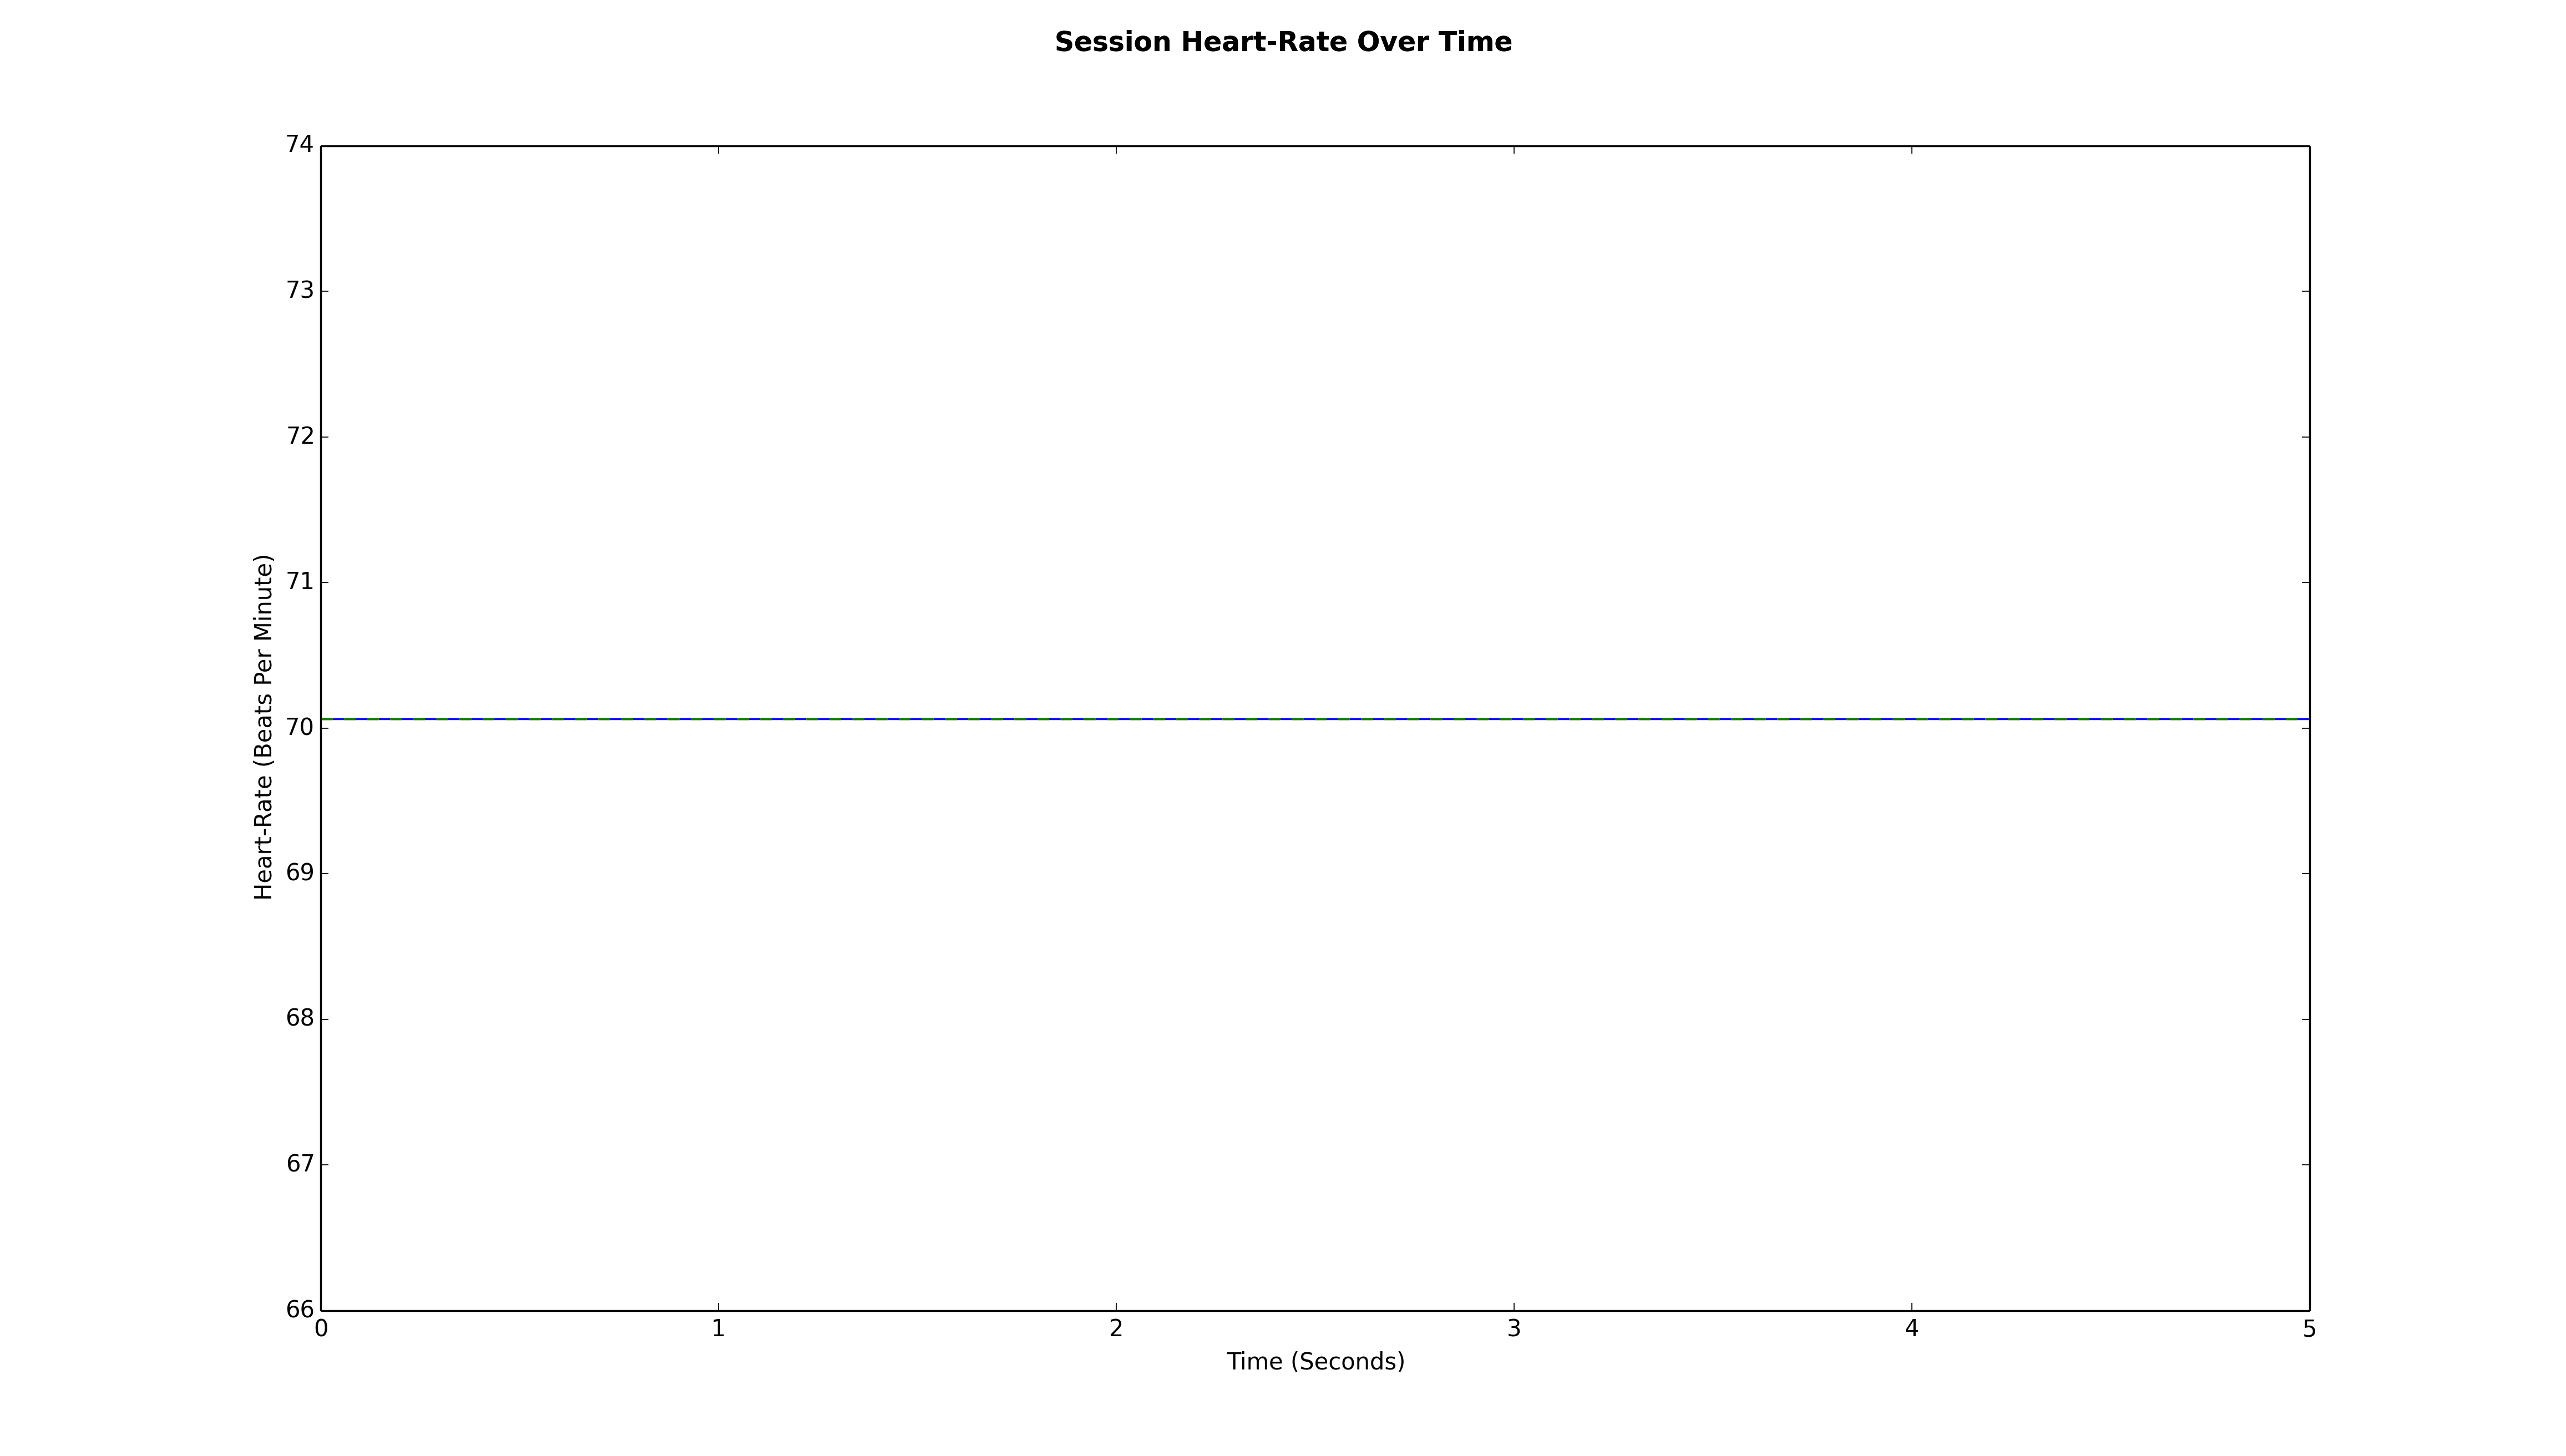 Session Heart-Rate Over Time
74
73
72
71
70
69
68
67
66
Heart-Rate (Beats Per Minute)
0 1 2 3 4 5
Time (Seconds)